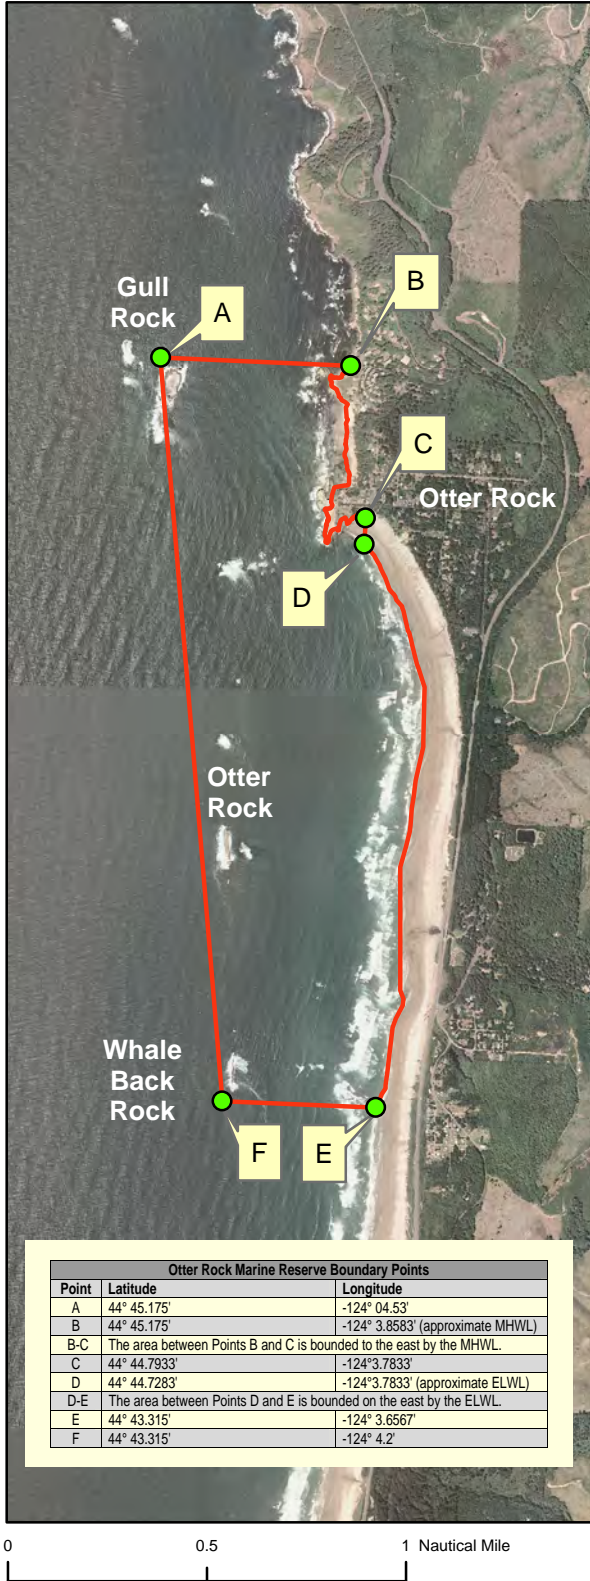 Gull
Rock
A
B
C
Otter Rock
D
Otter
Rock
Whale
Back
Rock
F
E
Otter Rock Marine Reserve Boundary Points
Point Latitude Longitude
A 44° 45.175' -124° 04.53'
B 44° 45.175' -124° 3.8583' (approximate MHWL)
B-C The area between Points B and C is bounded to the east by the MHWL.
C 44° 44.7933' -124°3.7833'
D 44° 44.7283' -124°3.7833' (approximate ELWL)
D-E The area between Points D and E is bounded on the east by the ELWL.
E 44° 43.315' -124° 3.6567'
F 44° 43.315' -124° 4.2'
0 0.5 1 Nautical Mile